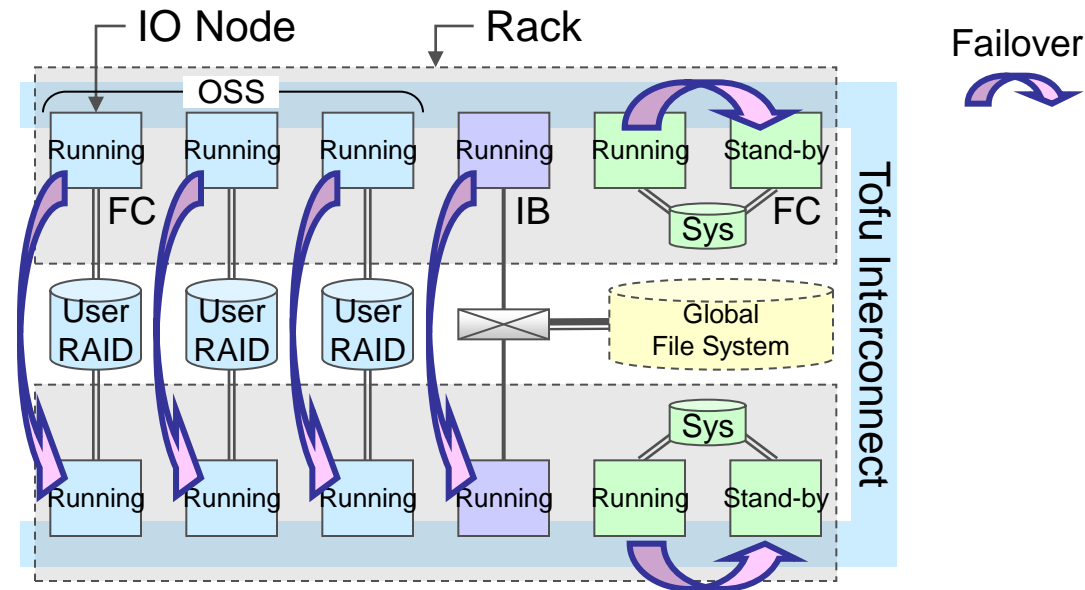 IO Node
Rack
Failover
OSS
Running
Running
Running
Running
Running
Stand-by
FC
IB
FC
Sys
Tofu Interconnect
User
RAID
User
RAID
User
RAID
Global
File System
Sys
Running
Running
Running
Running
Running
Stand-by